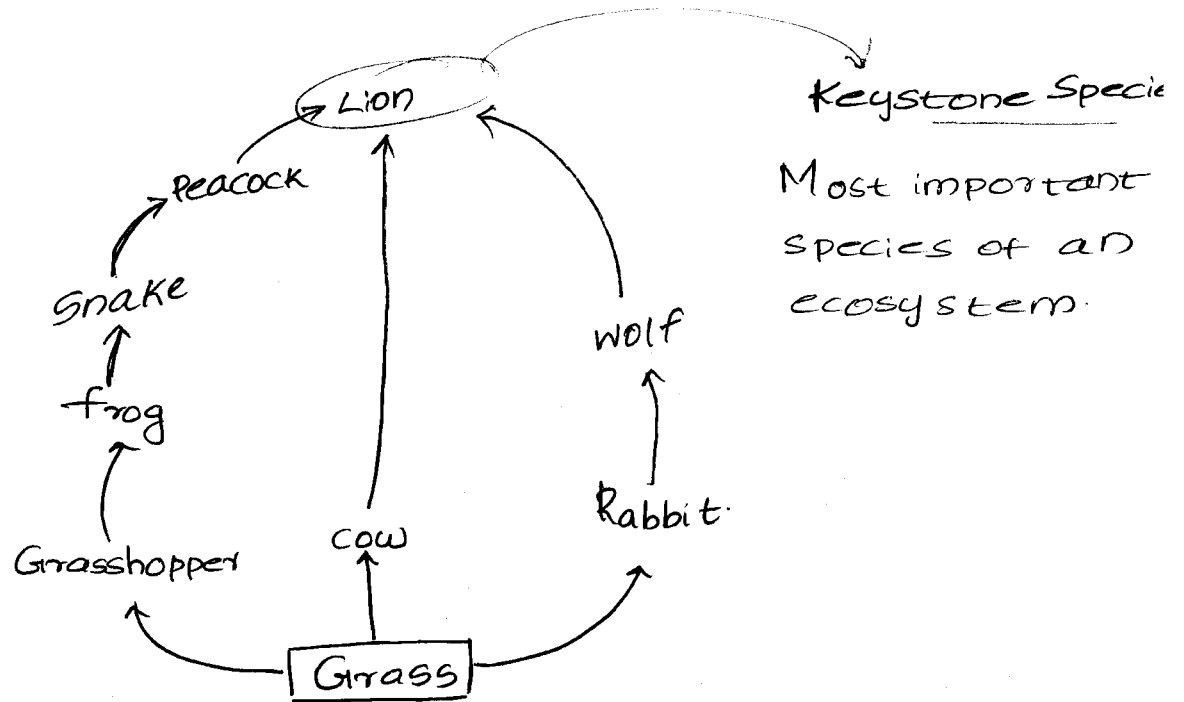 Lion
Keystone Specie
Peacock
Most important
species of an
ecosystem.
Snake
wolf
frog
Rabbit.
cow
Grasshopper
Grass